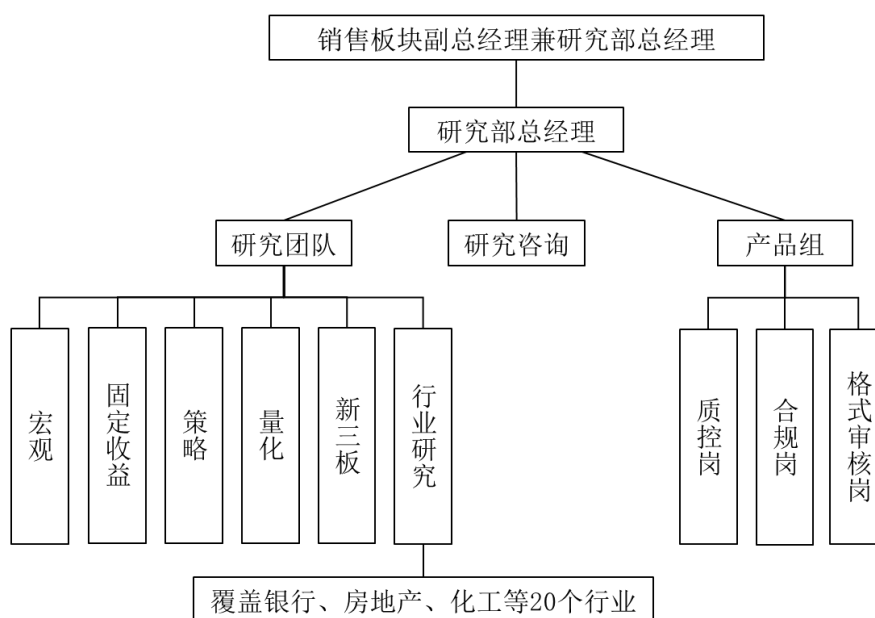 销售板块副总经理兼研究部总经理
研究部总经理
研究团队
研究咨询
产品组
宏观
固定收益
策略
量化
新三板
行业研究
质控岗
合规岗
格式审核岗
覆盖银行、房地产、化工等20个行业